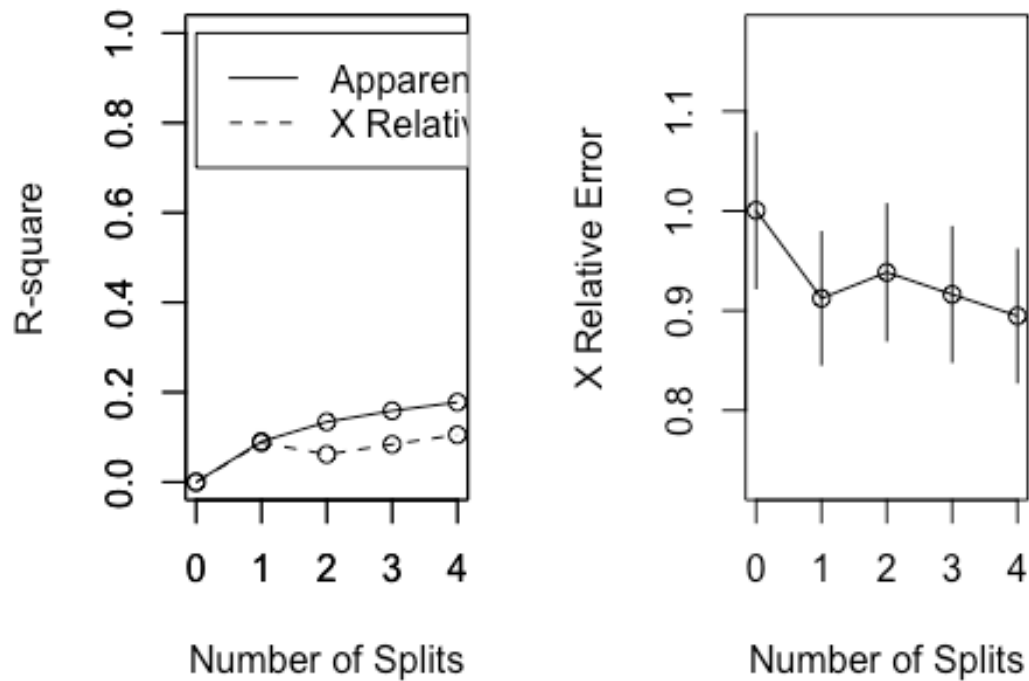 R-square
1.0
0.8
0.6
0.4
0.2
0.0
Apparen
X Relativ
0 1 2 3 4
Number of Splits
X Relative Error
1.1
1.0
0.9
0.8
0 1 2 3 4
Number of Splits